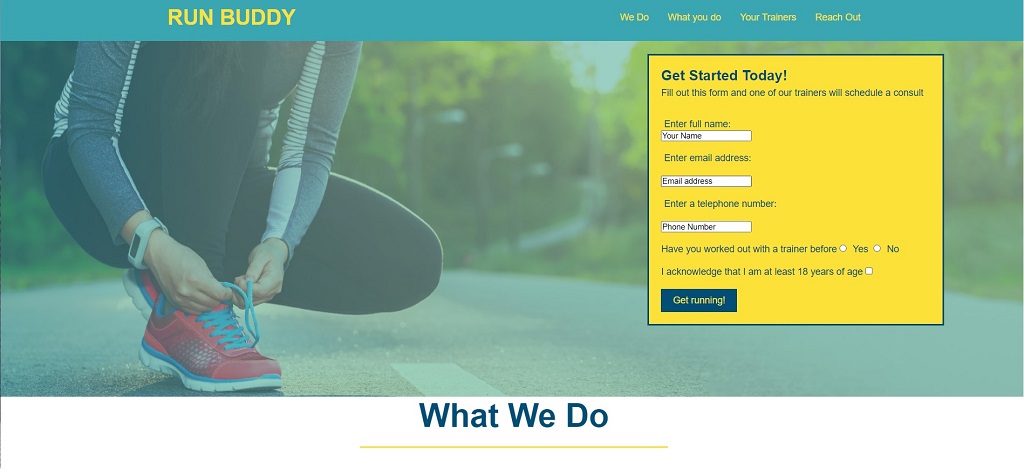 RUN BUDDY
We Do What you do Your Trainers Reach Out
Get Started Today!
Fill out this form and one of our trainers will schedule a consult
Enter full name:
Your Name
Enter email address:
Email address
Enter a telephone number:
Phone Number
Have you worked out with a trainer before Yes No
I acknowledge that I am at least 18 years of age
Get running!
What We Do